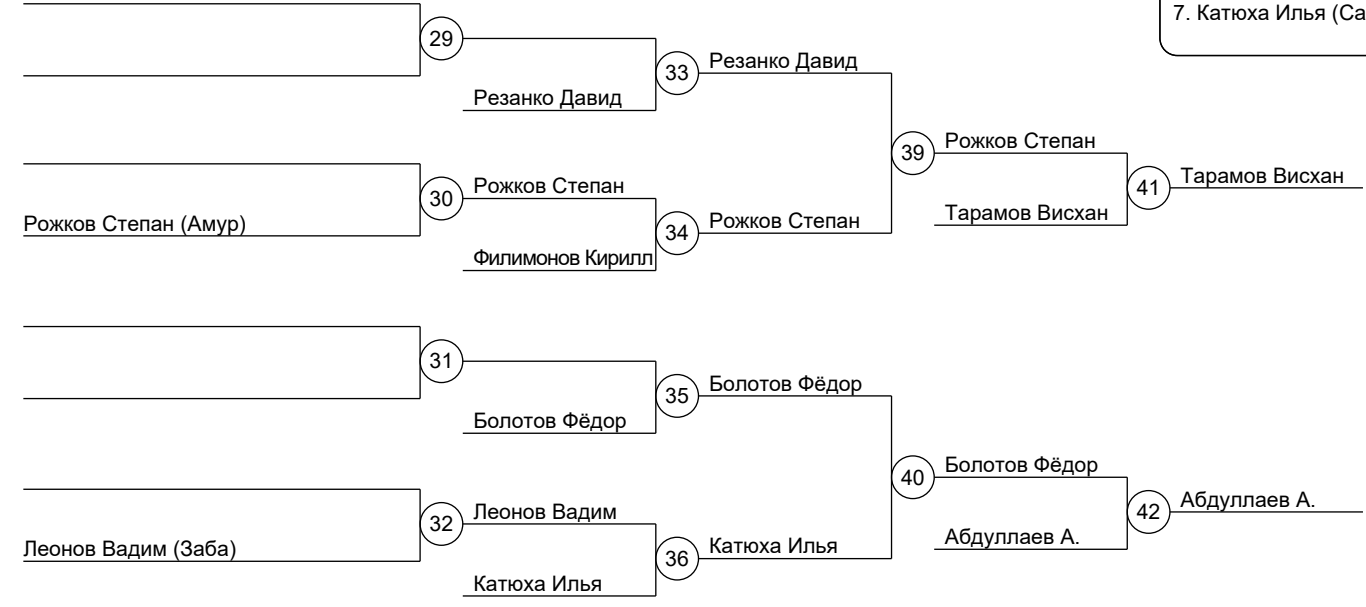 7. Катюха Илья (Са
29
Резанко Давид
33
Резанко Давид
Рожков Степан
39
Рожков Степан (Амур)
30
Рожков Степан
34
Рожков Степан
Тарамов Висхан
41
Тарамов Висхан
Филимонов Кирилл
31
35
Болотов Фёдор
Болотов Фёдор
40
Болотов Фёдор
Леонов Вадим (Заба)
32
Леонов Вадим
36
Катюха Илья
Абдуллаев А.
42
Абдуллаев А.
Катюха Илья